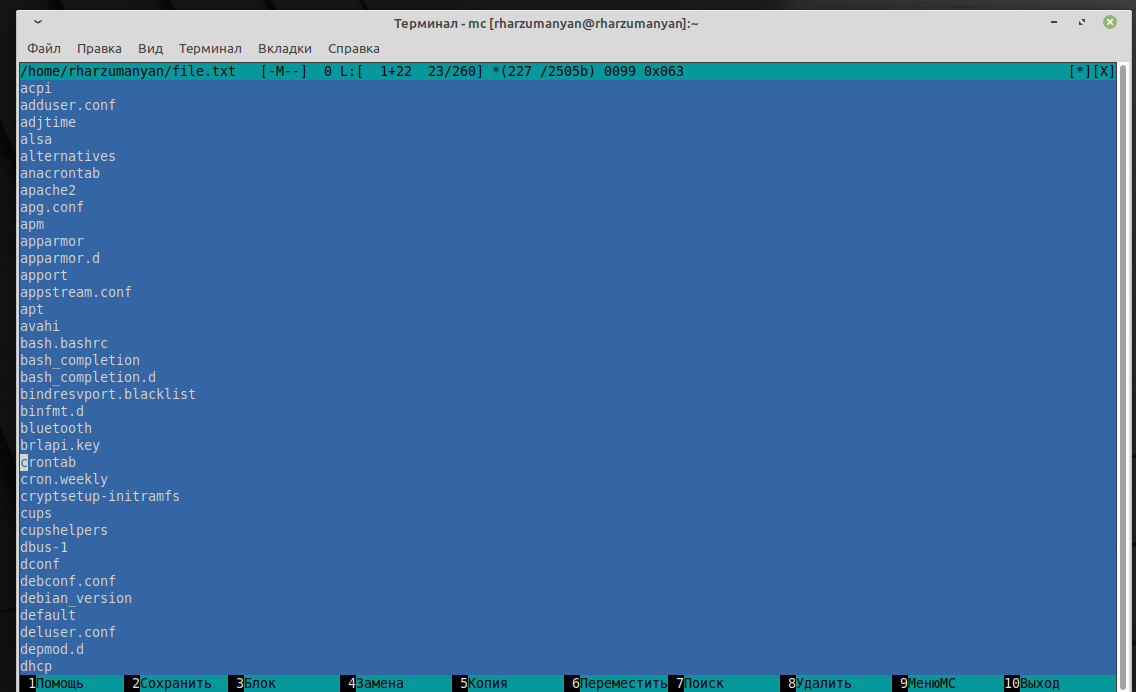 Терминал - mc [rharzumanyan@rharzumanyan]:~
Файл Правка Вид Терминал Вкладки Справка
/home/rharzumanyan/file.txt [-M--] 0 L:[ 1+22 23/260] *(227 /2505b) 0099 0x063 [*][X]
acpi
adduser.conf
adjtime
alsa
alternatives
anacrontab
apache2
apg.conf
apm
apparmor
apparmor.d
apport
appstream.conf
apt
avahi
bash.bashrc
bash_completion
bash_completion.d
bindresvport.blacklist
binfmt.d
bluetooth
brlapi.key
crontab
cron.weekly
cryptsetup-initramfs
cups
cupshelpers
dbus-1
dconf
debconf.conf
debian_version
default
deluser.conf
depmod.d
dhcp
1Помощь 2Сохранить 3Блок 4Замена 5Копия 6Переместить 7Поиск 8Удалить 9МенюMC 10Выход